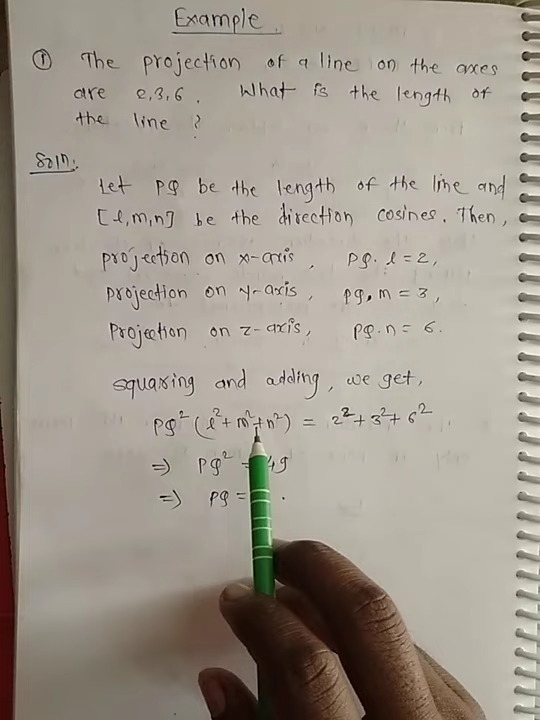 Example.
① The projection of a line on the axes
are 2,3,6. What is the length of
the line ?
Soln:
Let PQ be the length of the line and
[l,m,n] be the direction cosines. Then,
projection on x-axis, PQ. l = 2,
projection on y-axis, PQ. m = 3,
Projection on z-axis, PQ. n = 6.
squaring and adding, we get,
PQ² (l²+m²+n²) = 2²+3²+6²
=> PQ² = 49
=> PQ = .